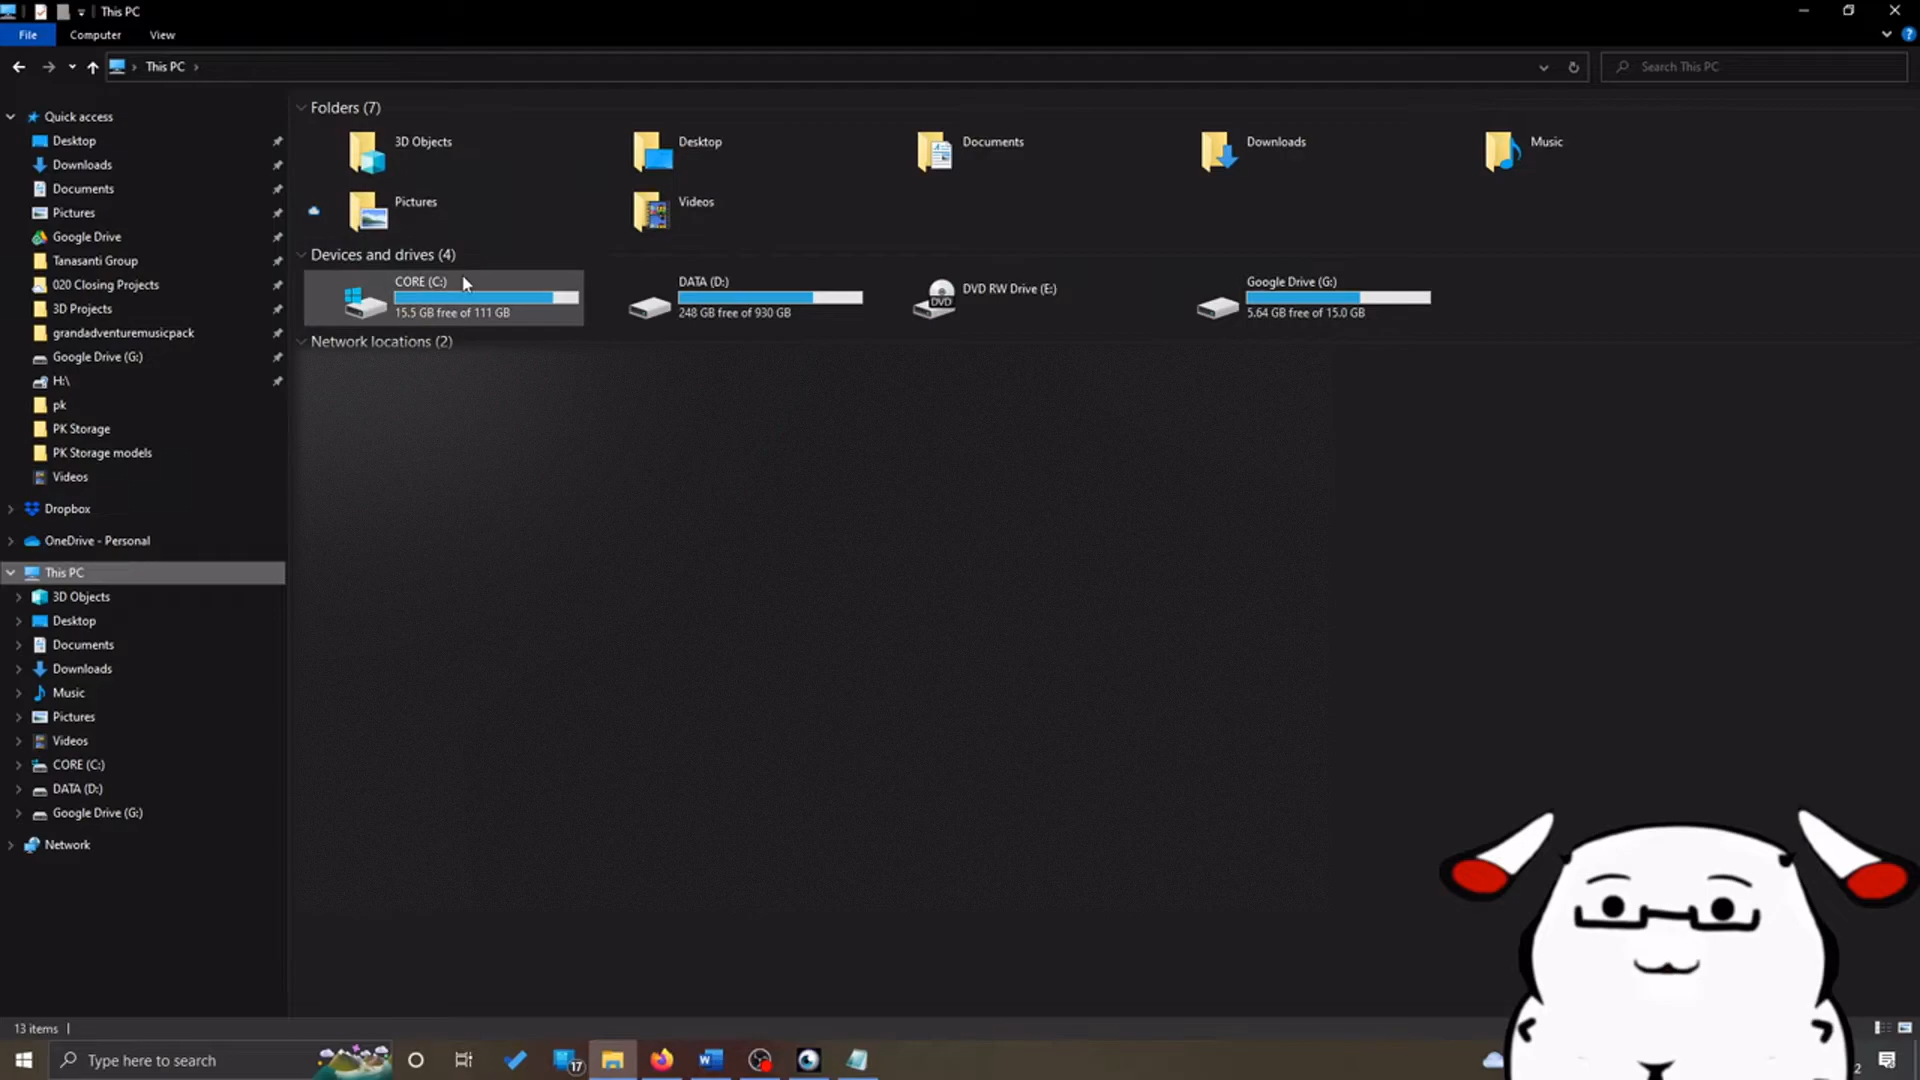 This PC
File
Computer
View
This PC
Search This PC
Quick access
Desktop
Downloads
Documents
Pictures
Google Drive
Tanasanti Group
020 Closing Projects
3D Projects
grandadventuremusicpack
Google Drive (G:)
H:\
pk
PK Storage
PK Storage models
Videos
Dropbox
OneDrive - Personal
This PC
3D Objects
Desktop
Documents
Downloads
Music
Pictures
Videos
CORE (C:)
DATA (D:)
Google Drive (G:)
Network
Folders (7)
3D Objects
Desktop
Documents
Downloads
Music
Pictures
Videos
Devices and drives (4)
CORE (C:)
15.5 GB free of 111 GB
DATA (D:)
248 GB free of 930 GB
DVD
DVD RW Drive (E:)
Google Drive (G:)
5.64 GB free of 15.0 GB
Network locations (2)
13 items
Type here to search
17
2